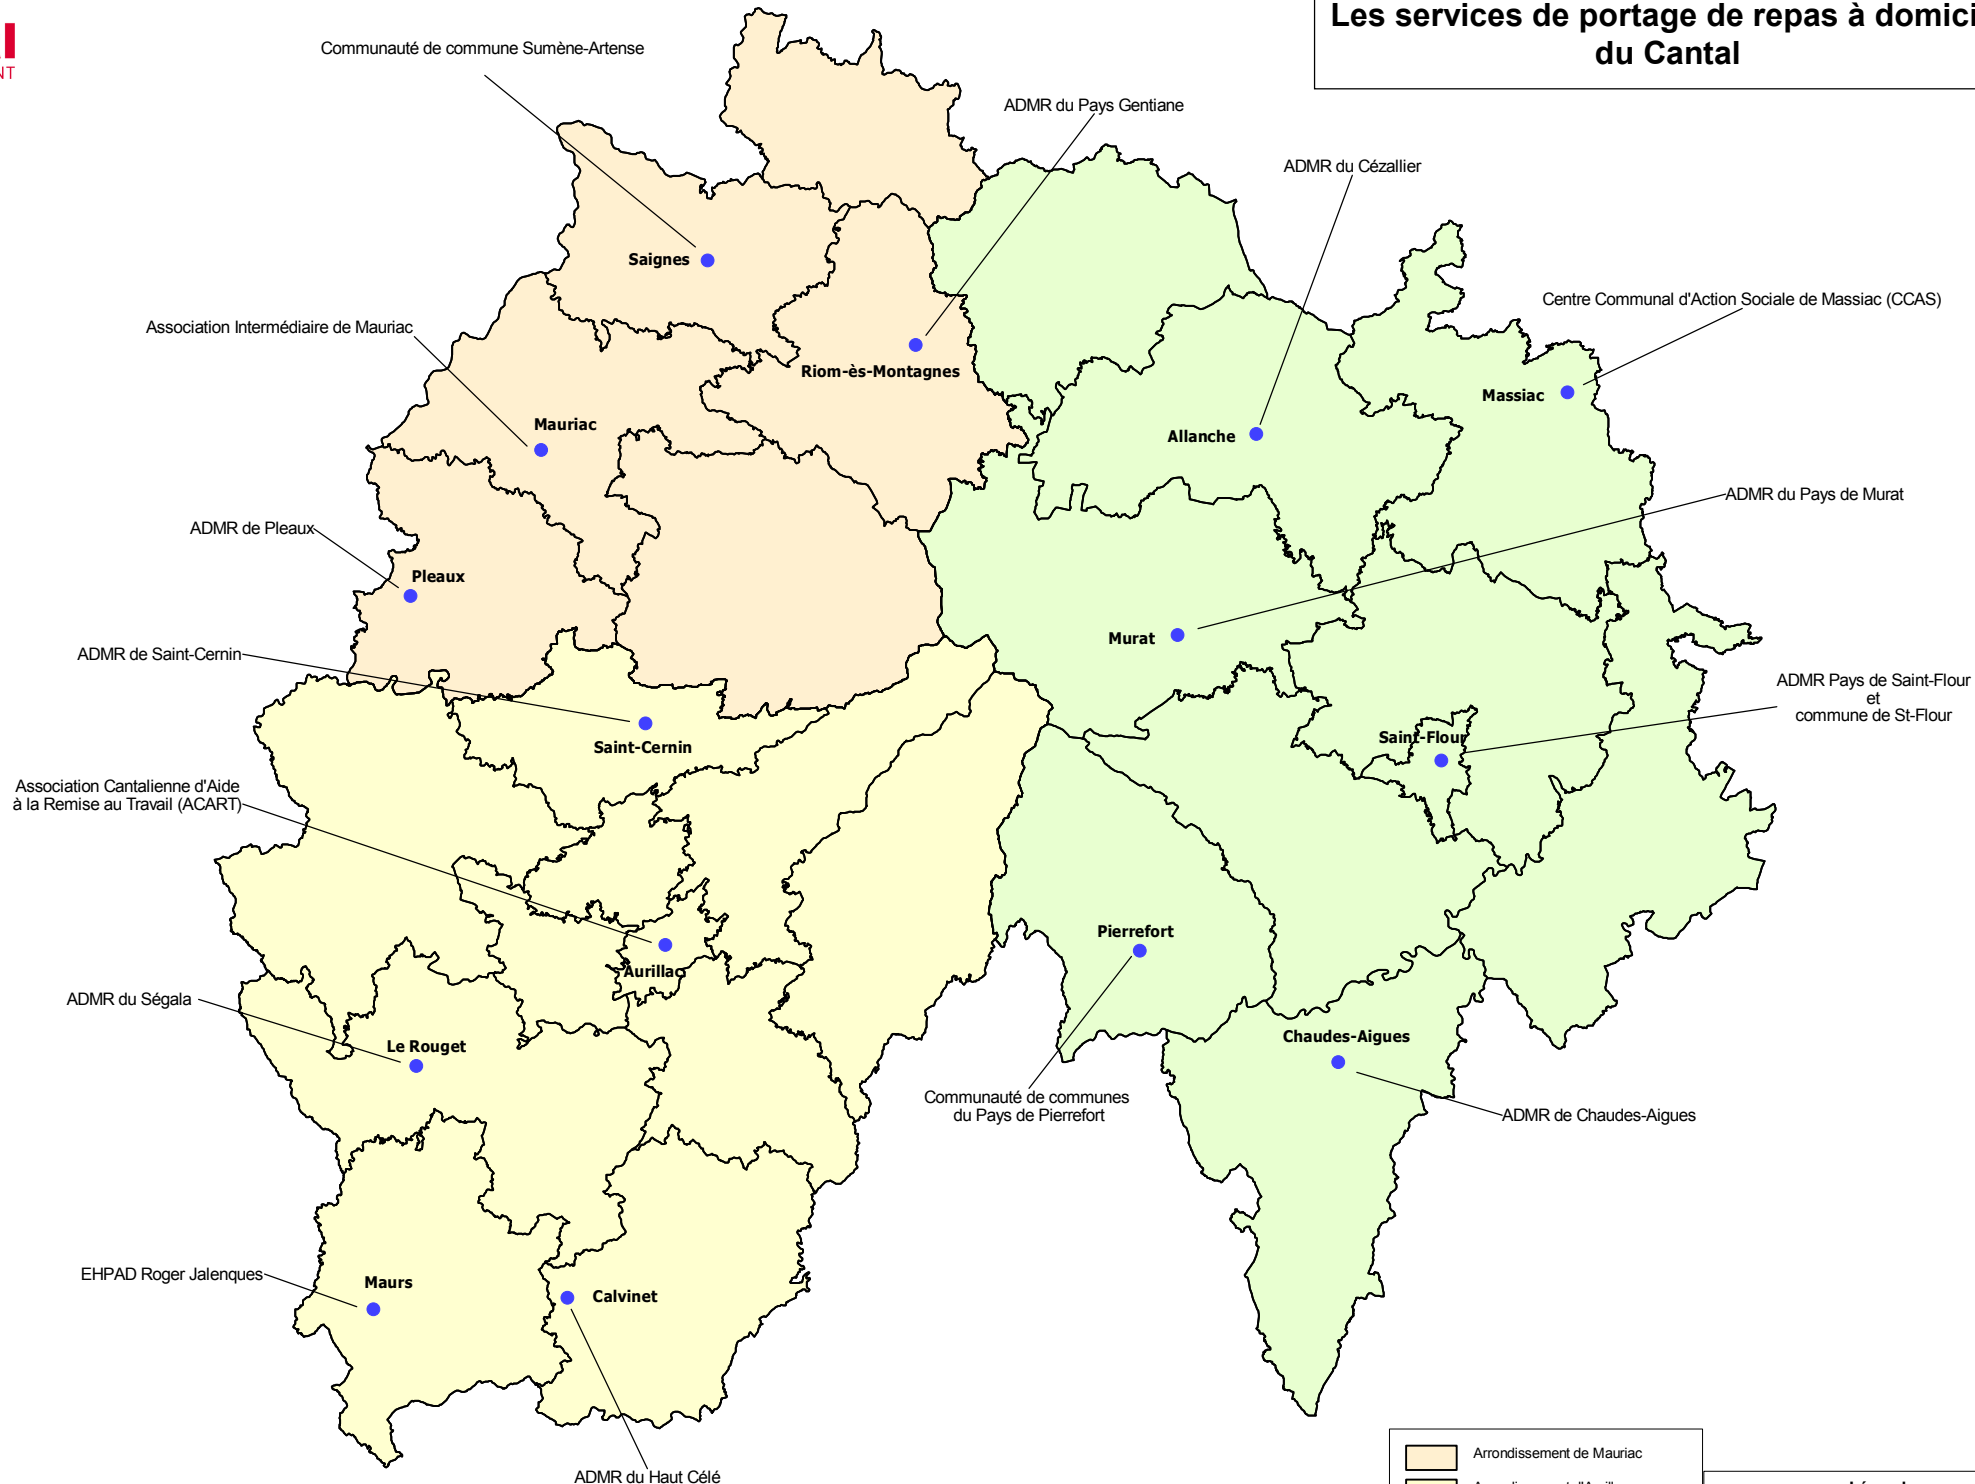 Les services de portage de repas à domici
du Cantal
NT
Communauté de commune Sumène-Artense
ADMR du Pays Gentiane
ADMR du Cézallier
Saignes
Centre Communal d'Action Sociale de Massiac (CCAS)
Association Intermédiaire de Mauriac
Riom-ès-Montagnes
Massiac
Mauriac
Allanche
ADMR du Pays de Murat
ADMR de Pleaux
Pleaux
Murat
ADMR de Saint-Cernin
ADMR Pays de Saint-Flour
et
commune de St-Flour
Saint-Flour
Saint-Cernin
Association Cantalienne d'Aide
à la Remise au Travail (ACART)
Pierrefort
Aurillac
ADMR du Ségala
Chaudes-Aigues
Le Rouget
Communauté de communes
du Pays de Pierrefort
ADMR de Chaudes-Aigues
EHPAD Roger Jalenques
Maurs
Calvinet
Arrondissement de Mauriac
ADMR du Haut Célé